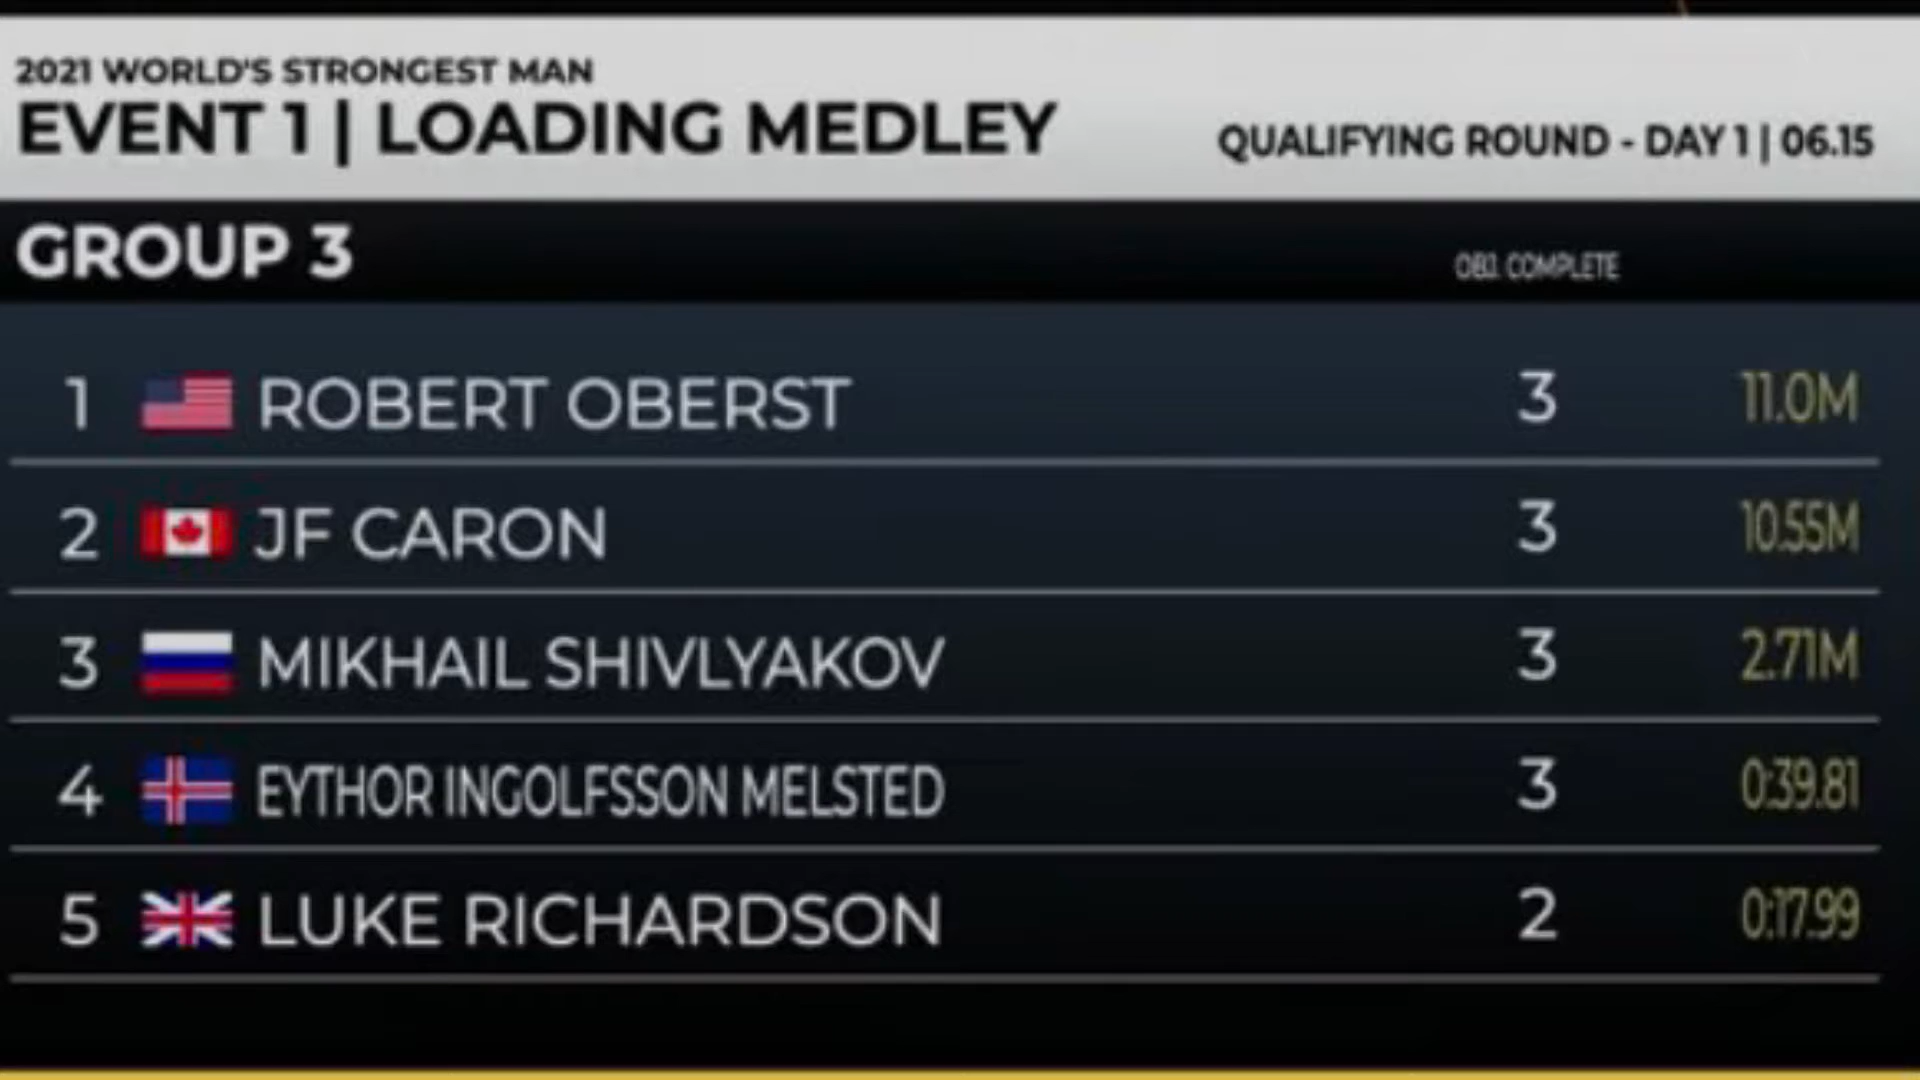 2021 WORLD'S STRONGEST MAN
EVENT 1 | LOADING MEDLEY
QUALIFYING ROUND - DAY 1 | 06.15
GROUP 3
OBJ. COMPLETE
1 ROBERT OBERST 3 11.0M
2 JF CARON 3 10.55M
3 MIKHAIL SHIVLYAKOV 3 2.71M
4 EYTHOR INGOLFSSON MELSTED 3 0:39.81
5 LUKE RICHARDSON 2 0:17.99